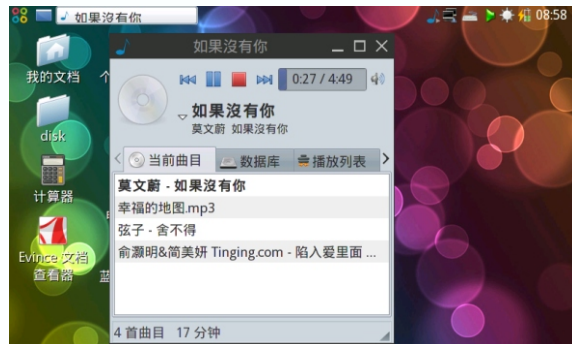 如果沒有你
08:58
我的文档
个
disk
计算器
Evince 文档
查看器
蓝
如果沒有你
0:27 / 4:49
如果沒有你
莫文蔚 如果沒有你
当前曲目
数据库
播放列表
莫文蔚 - 如果沒有你
幸福的地图.mp3
弦子 - 舍不得
俞灏明&简美妍 Tinging.com - 陷入爱里面 ...
4 首曲目 17 分钟